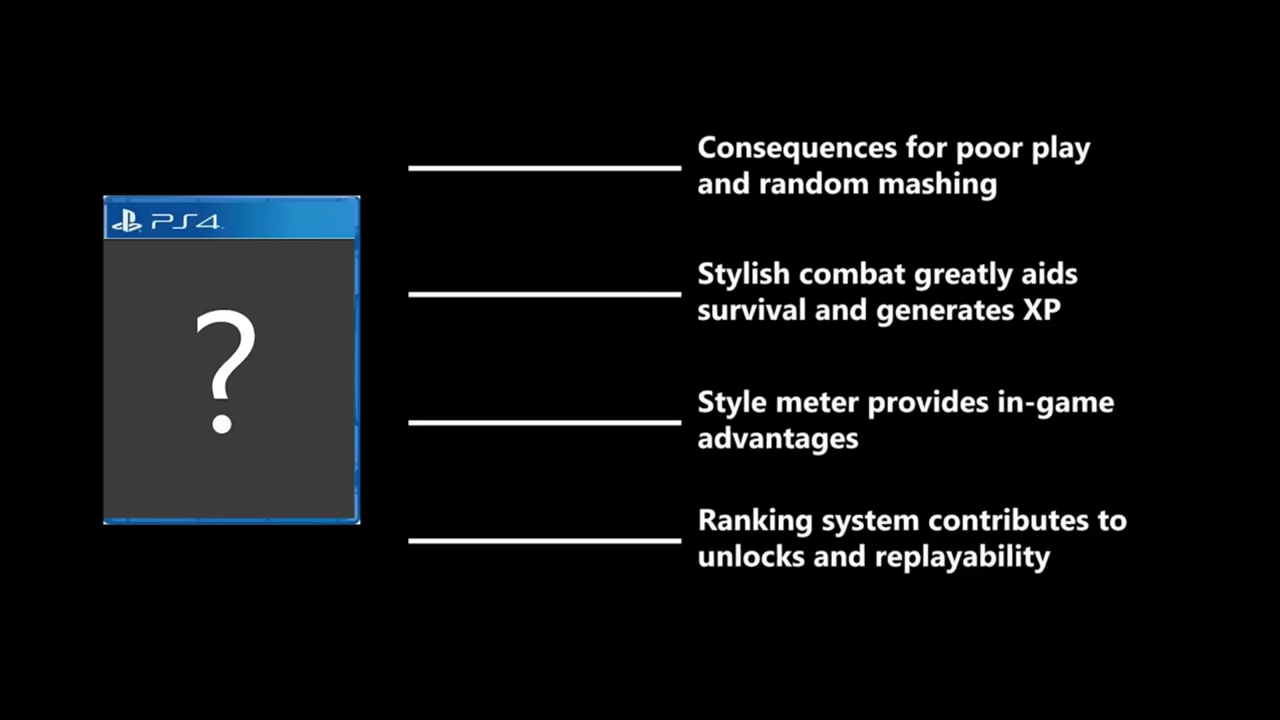 Consequences for poor play
and random mashing
PS4
Stylish combat greatly aids
survival and generates XP
?
Style meter provides in-game
advantages
Ranking system contributes to
unlocks and replayability